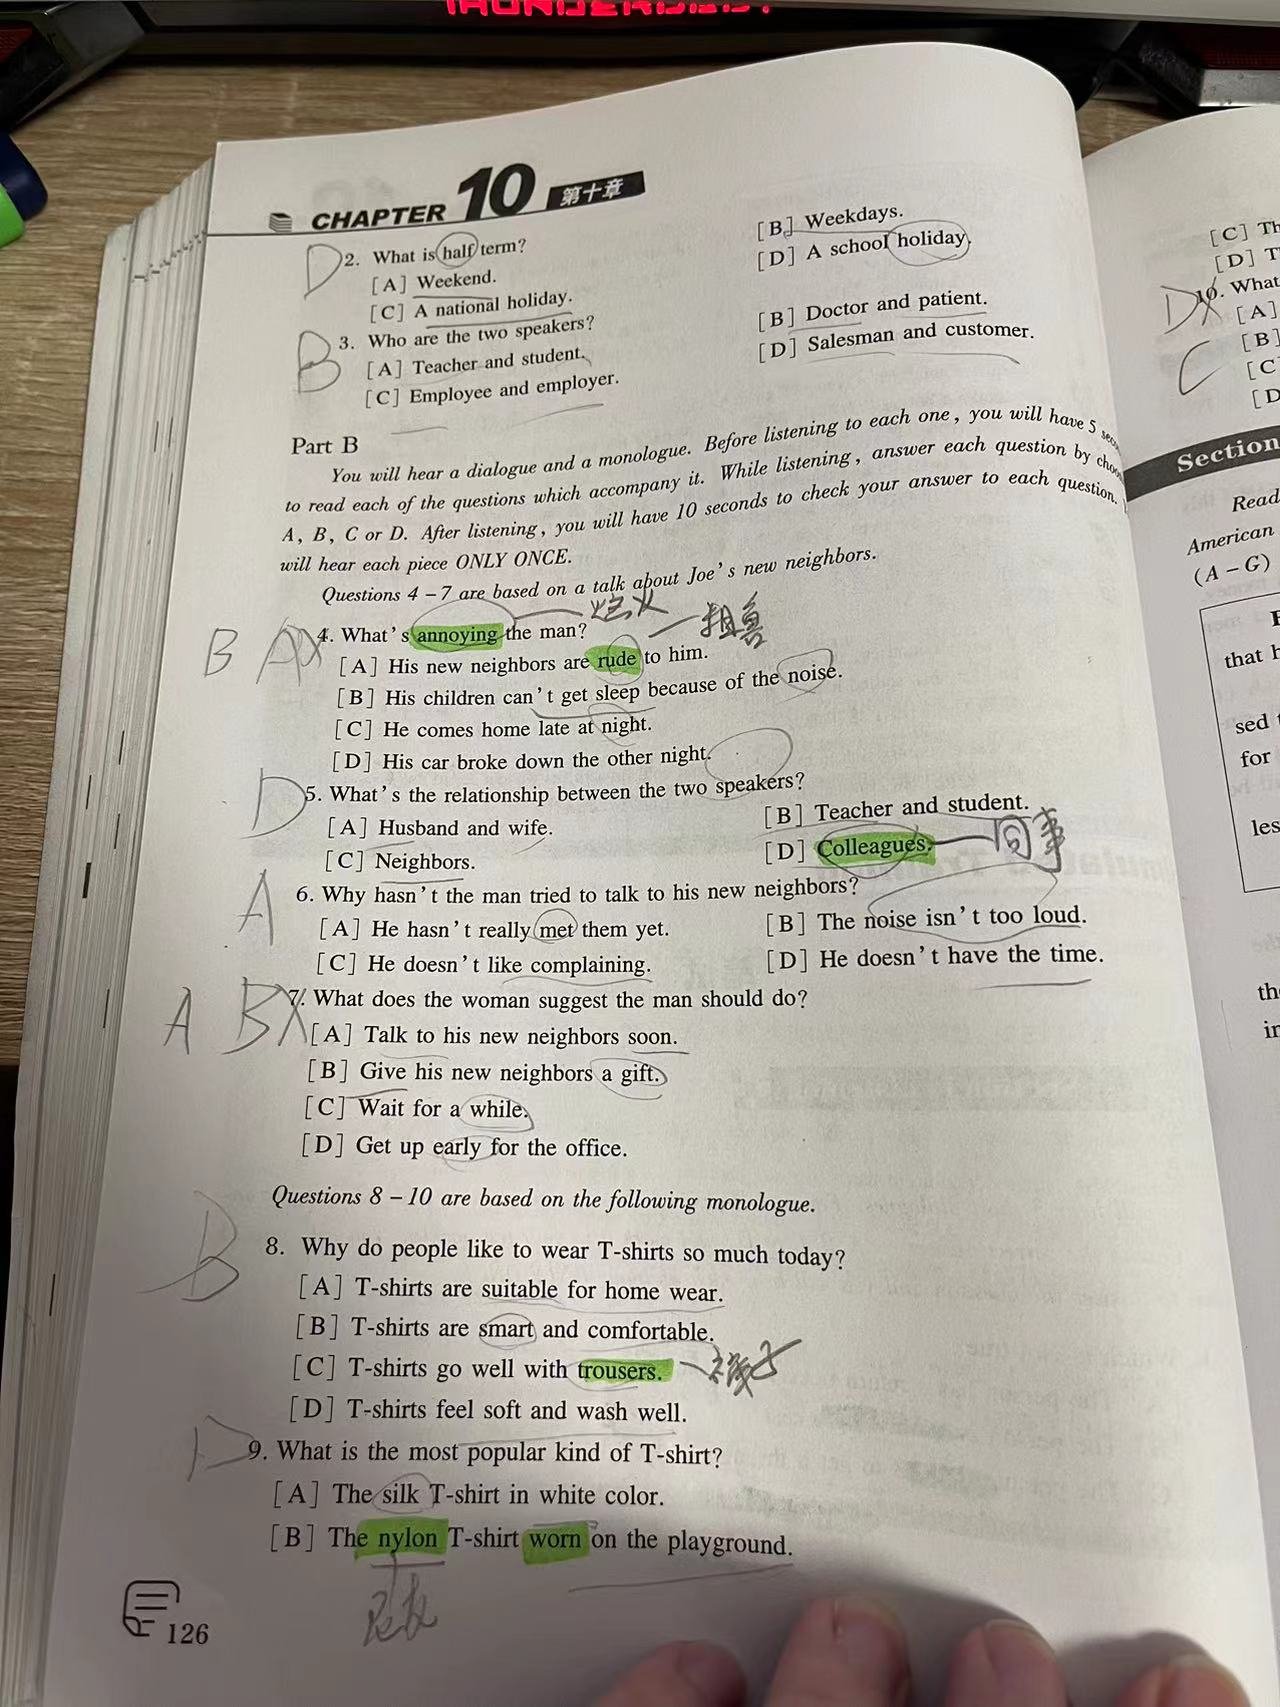 CHAPTER 10 第十章
D 2. What is half term?
[A] Weekend.
[B] Weekdays.
[C] A national holiday.
[D] A school holiday.
B 3. Who are the two speakers?
[A] Teacher and student.
[B] Doctor and patient.
[C] Employee and employer.
[D] Salesman and customer.
Part B
You will hear a dialogue and a monologue. Before listening to each one, you will have 5
to read each of the questions which accompany it. While listening, answer each question by
A, B, C or D. After listening, you will have 10 seconds to check your answer to each question.
will hear each piece ONLY ONCE.
Questions 4-7 are based on a talk about Joe's new neighbors.
B A 4. What's annoying the man?
[A] His new neighbors are rude to him. 粗鲁
[B] His children can't get sleep because of the noise.
[C] He comes home late at night.
[D] His car broke down the other night.
D 5. What's the relationship between the two speakers?
[A] Husband and wife.
[B] Teacher and student.
[C] Neighbors.
[D] Colleagues. 同事
A 6. Why hasn't the man tried to talk to his new neighbors?
[A] He hasn't really met them yet.
[B] The noise isn't too loud.
[C] He doesn't like complaining.
[D] He doesn't have the time.
A B 7. What does the woman suggest the man should do?
[A] Talk to his new neighbors soon.
[B] Give his new neighbors a gift.
[C] Wait for a while.
[D] Get up early for the office.
Questions 8-10 are based on the following monologue.
B 8. Why do people like to wear T-shirts so much today?
[A] T-shirts are suitable for home wear.
[B] T-shirts are smart and comfortable.
[C] T-shirts go well with trousers. 裤子
[D] T-shirts feel soft and wash well.
D 9. What is the most popular kind of T-shirt?
[A] The silk T-shirt in white color.
[B] The nylon T-shirt worn on the playground.
126
[C] Th
[D] T
DX 10. What
C [A]
[B]
[C
[D
Section
Read
American
(A-G)
that h
sed
for
les
th
in